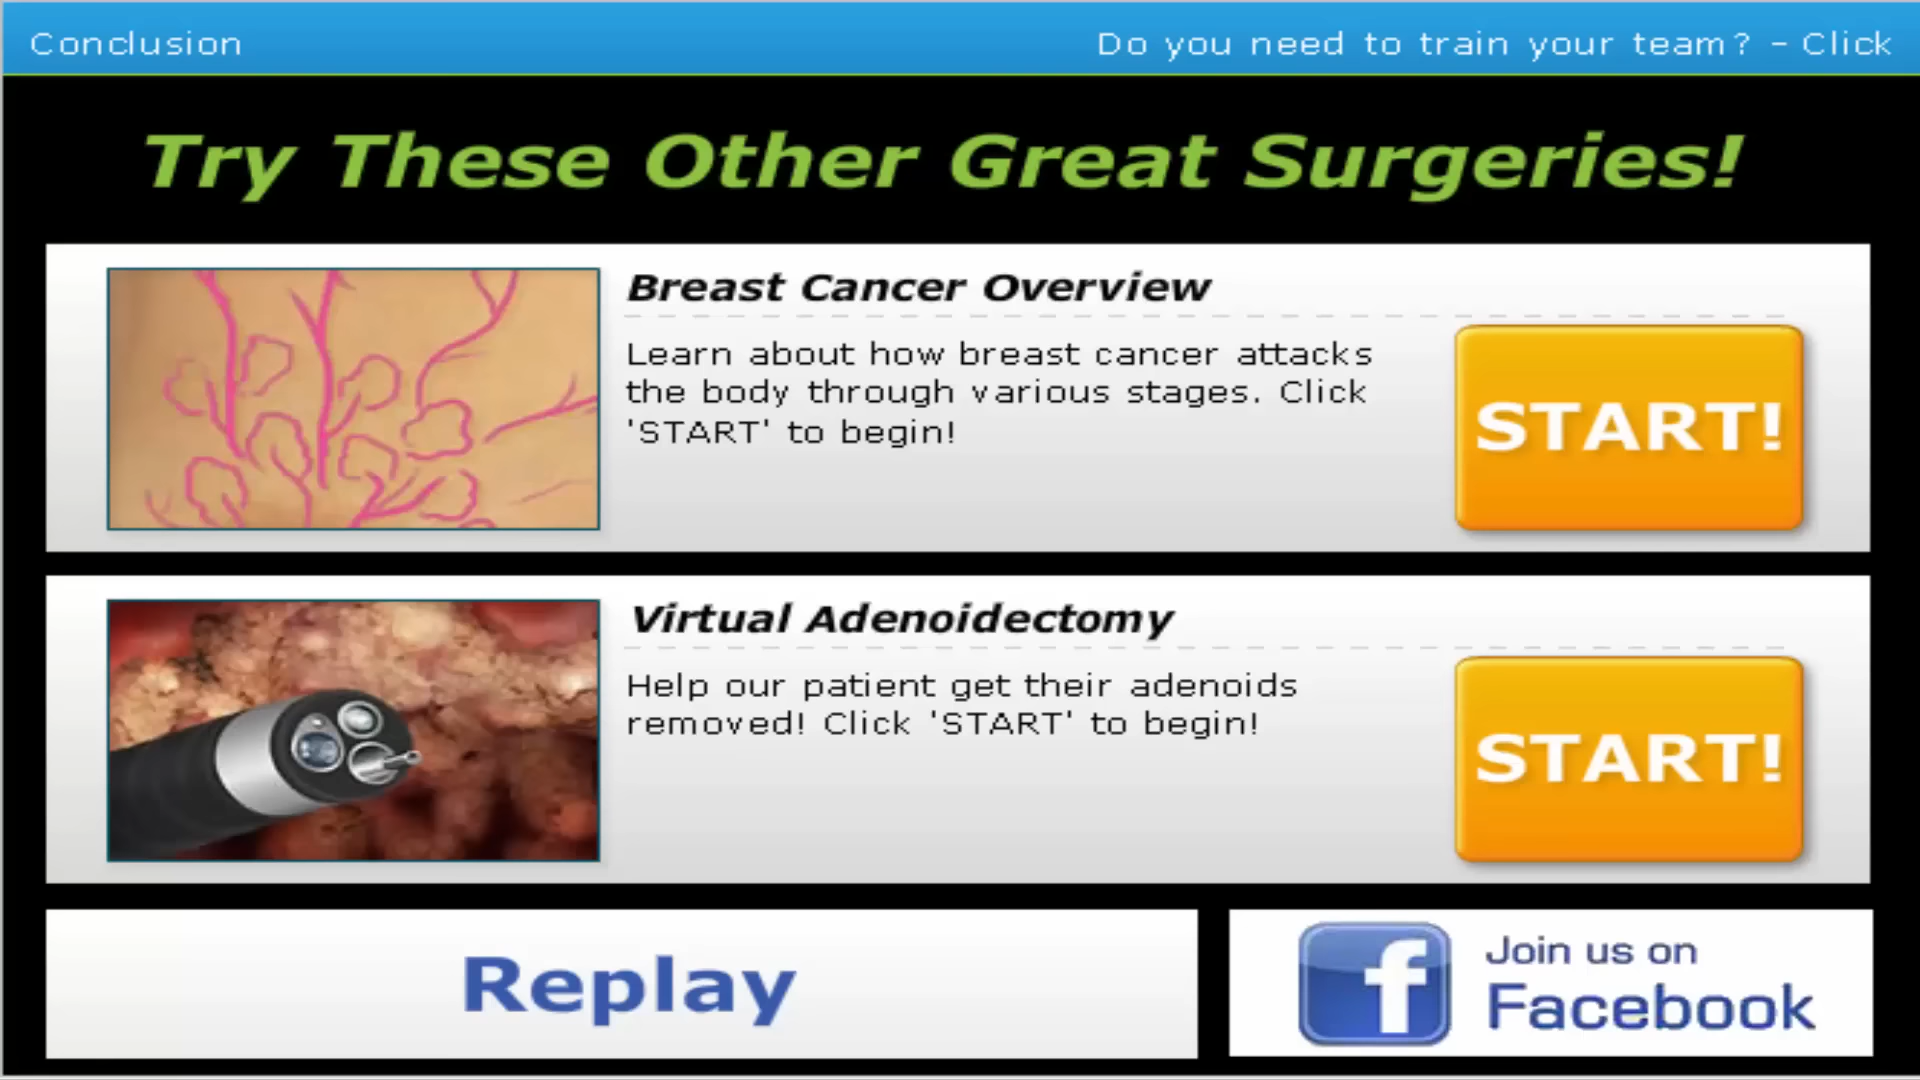 Conclusion
Do you need to train your team? – Click
Try These Other Great Surgeries!
Breast Cancer Overview
Learn about how breast cancer attacks
the body through various stages. Click
'START' to begin!
START!
Virtual Adenoidectomy
Help our patient get their adenoids
removed! Click 'START' to begin!
START!
Replay
f
Join us on
Facebook